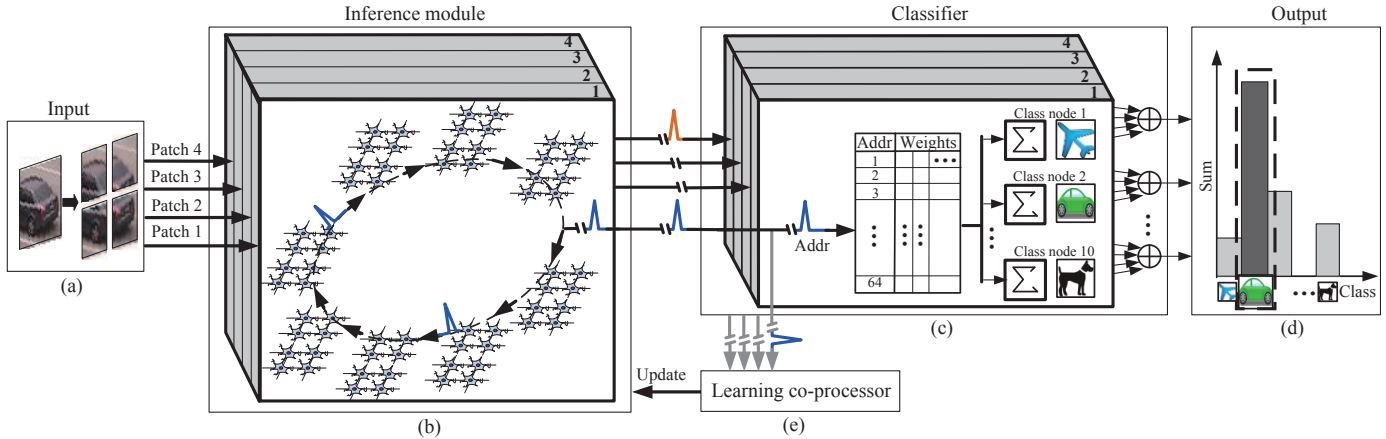 Inference module
Classifier
Output
Input
4
3
2
1
4
3
2
1
Patch 4
Patch 3
Patch 2
Patch 1
Addr
Addr Weights
1
2
3
64
Class node 1
Class node 2
Class node 10
Σ
Σ
Σ
Sum
Class
(a)
(b)
(c)
(d)
Update
Learning co-processor
(e)